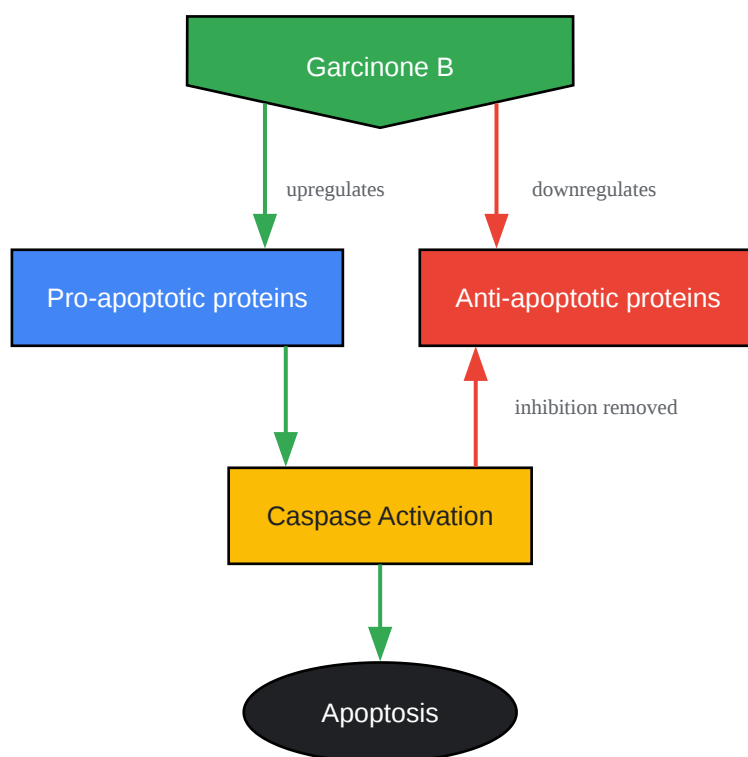 Garcinone B
upregulates
downregulates
Pro-apoptotic proteins
Anti-apoptotic proteins
inhibition removed
Caspase Activation
Apoptosis